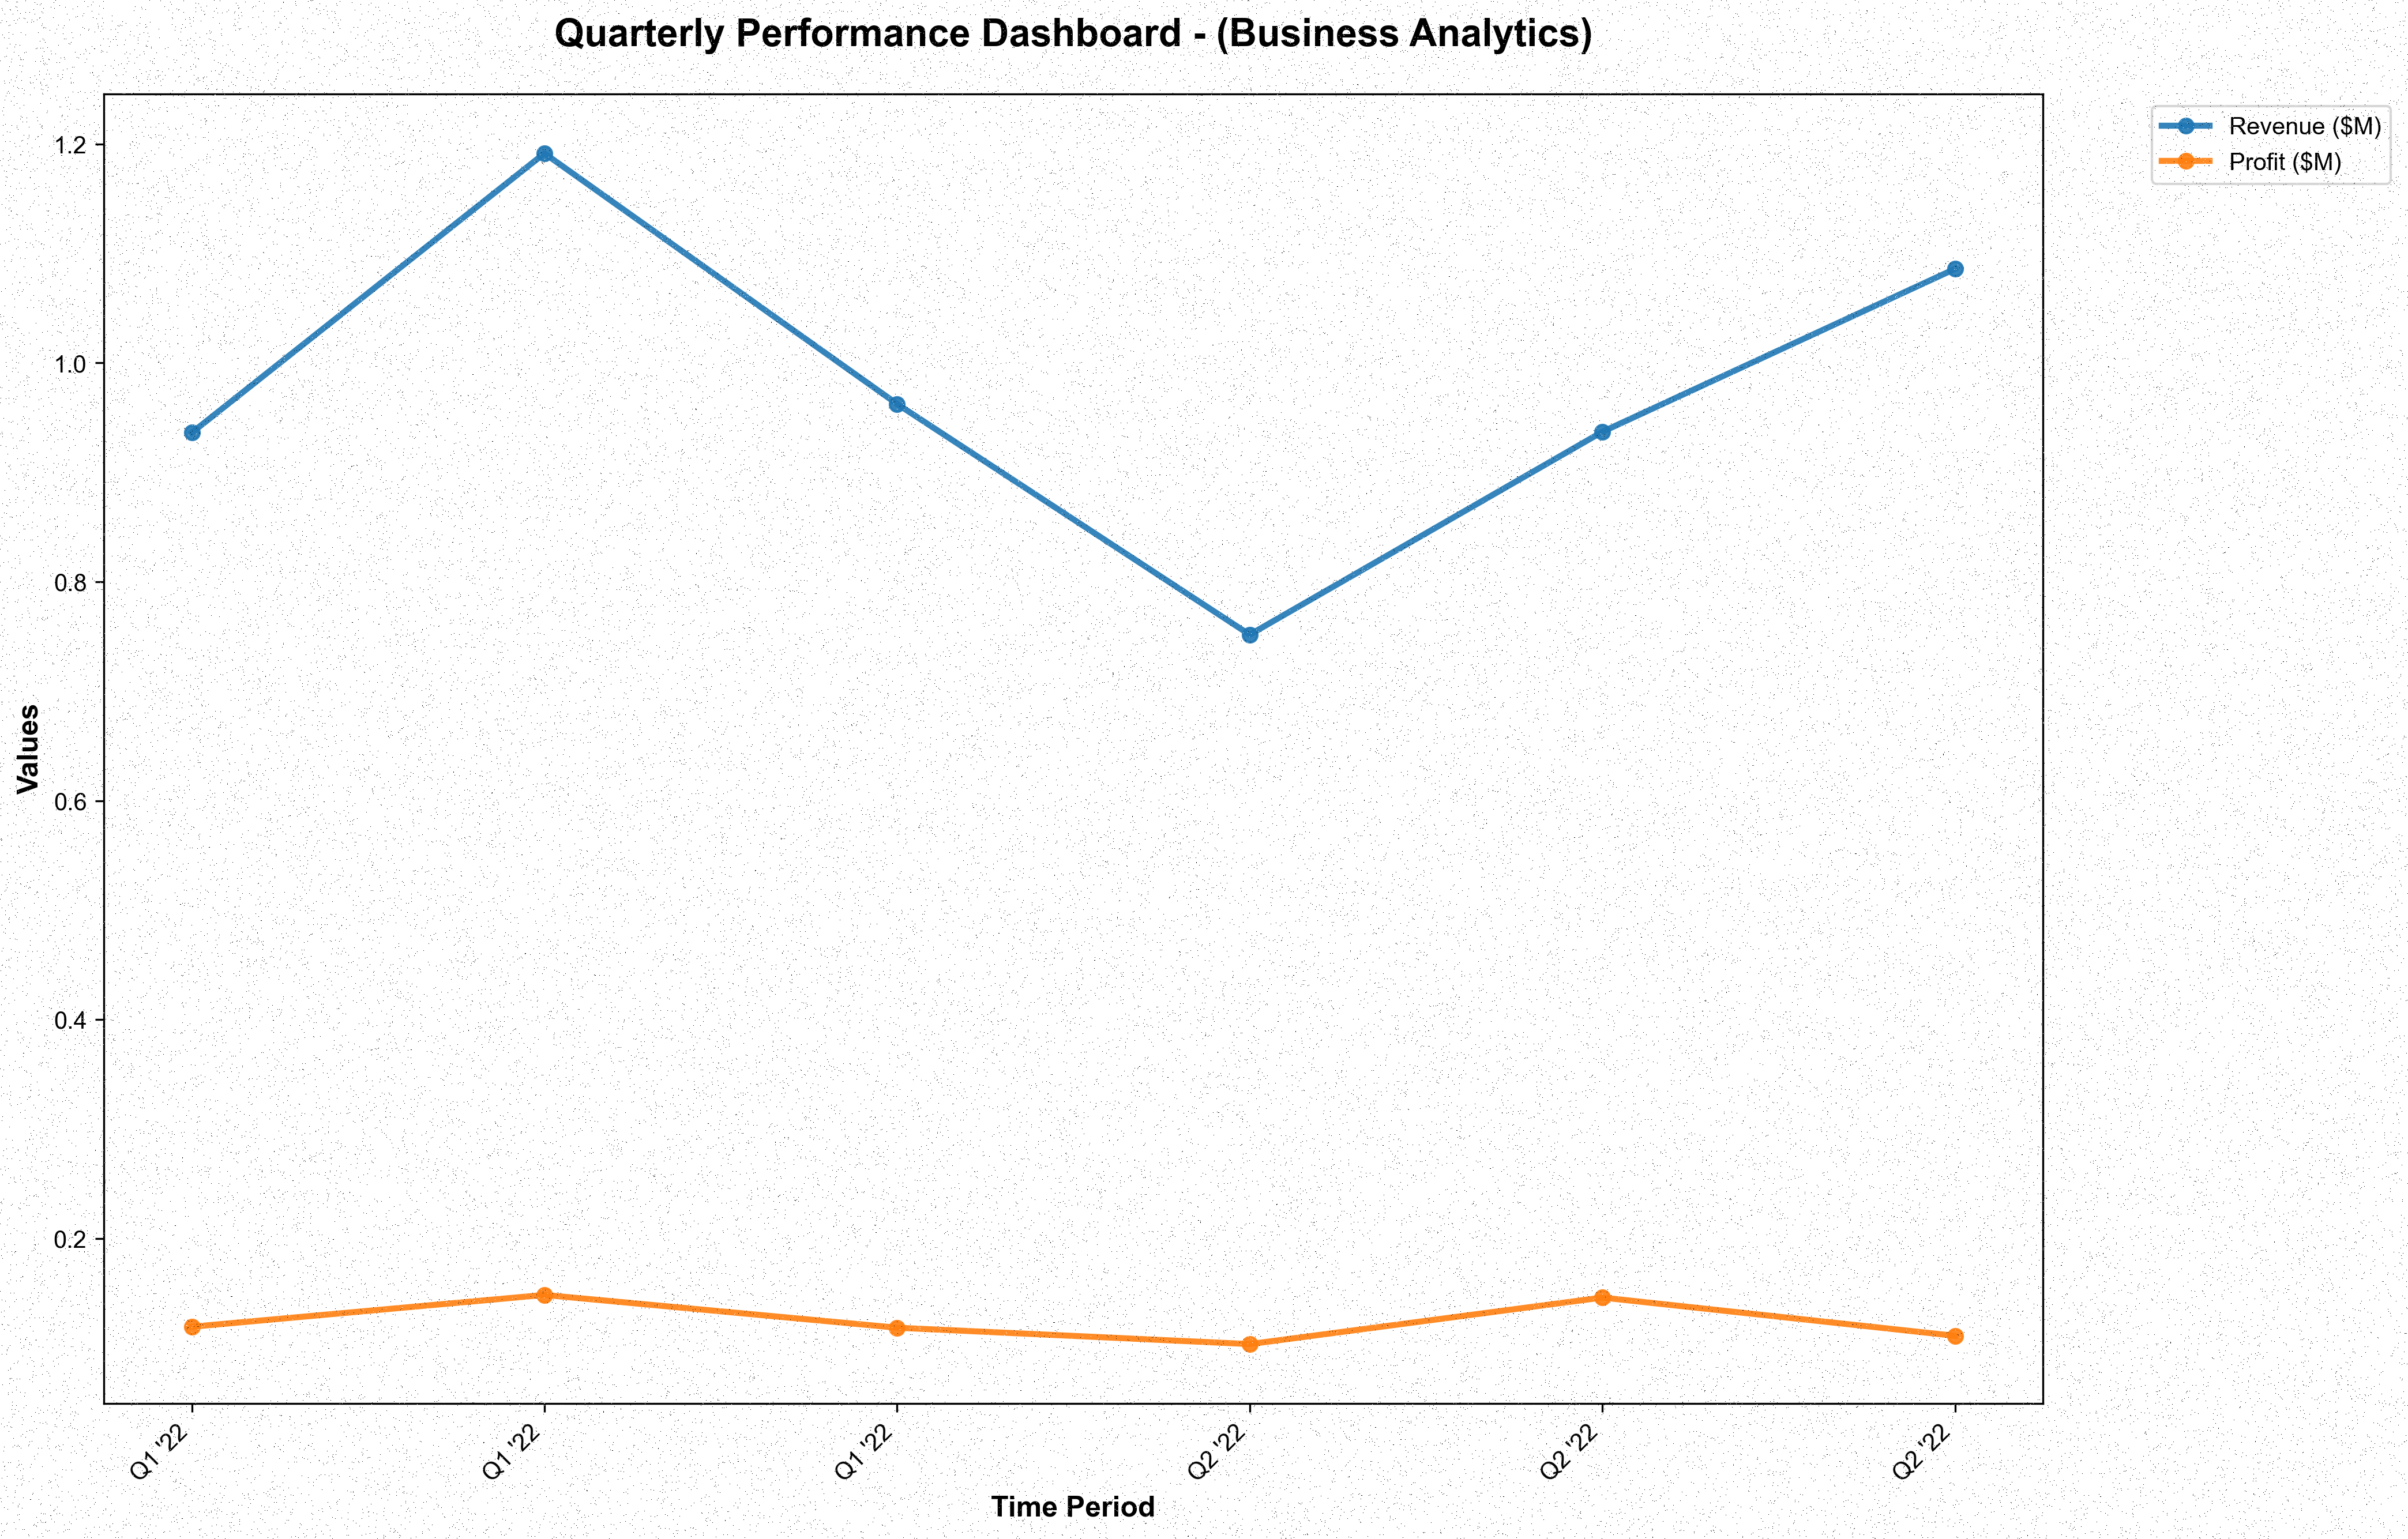 Quarterly Performance Dashboard - (Business Analytics)
Revenue ($M)
Profit ($M)
Values
1.2
1.0
0.8
0.6
0.4
0.2
Q1 '22
Q1 '22
Q1 '22
Q2 '22
Q2 '22
Q2 '22
Time Period